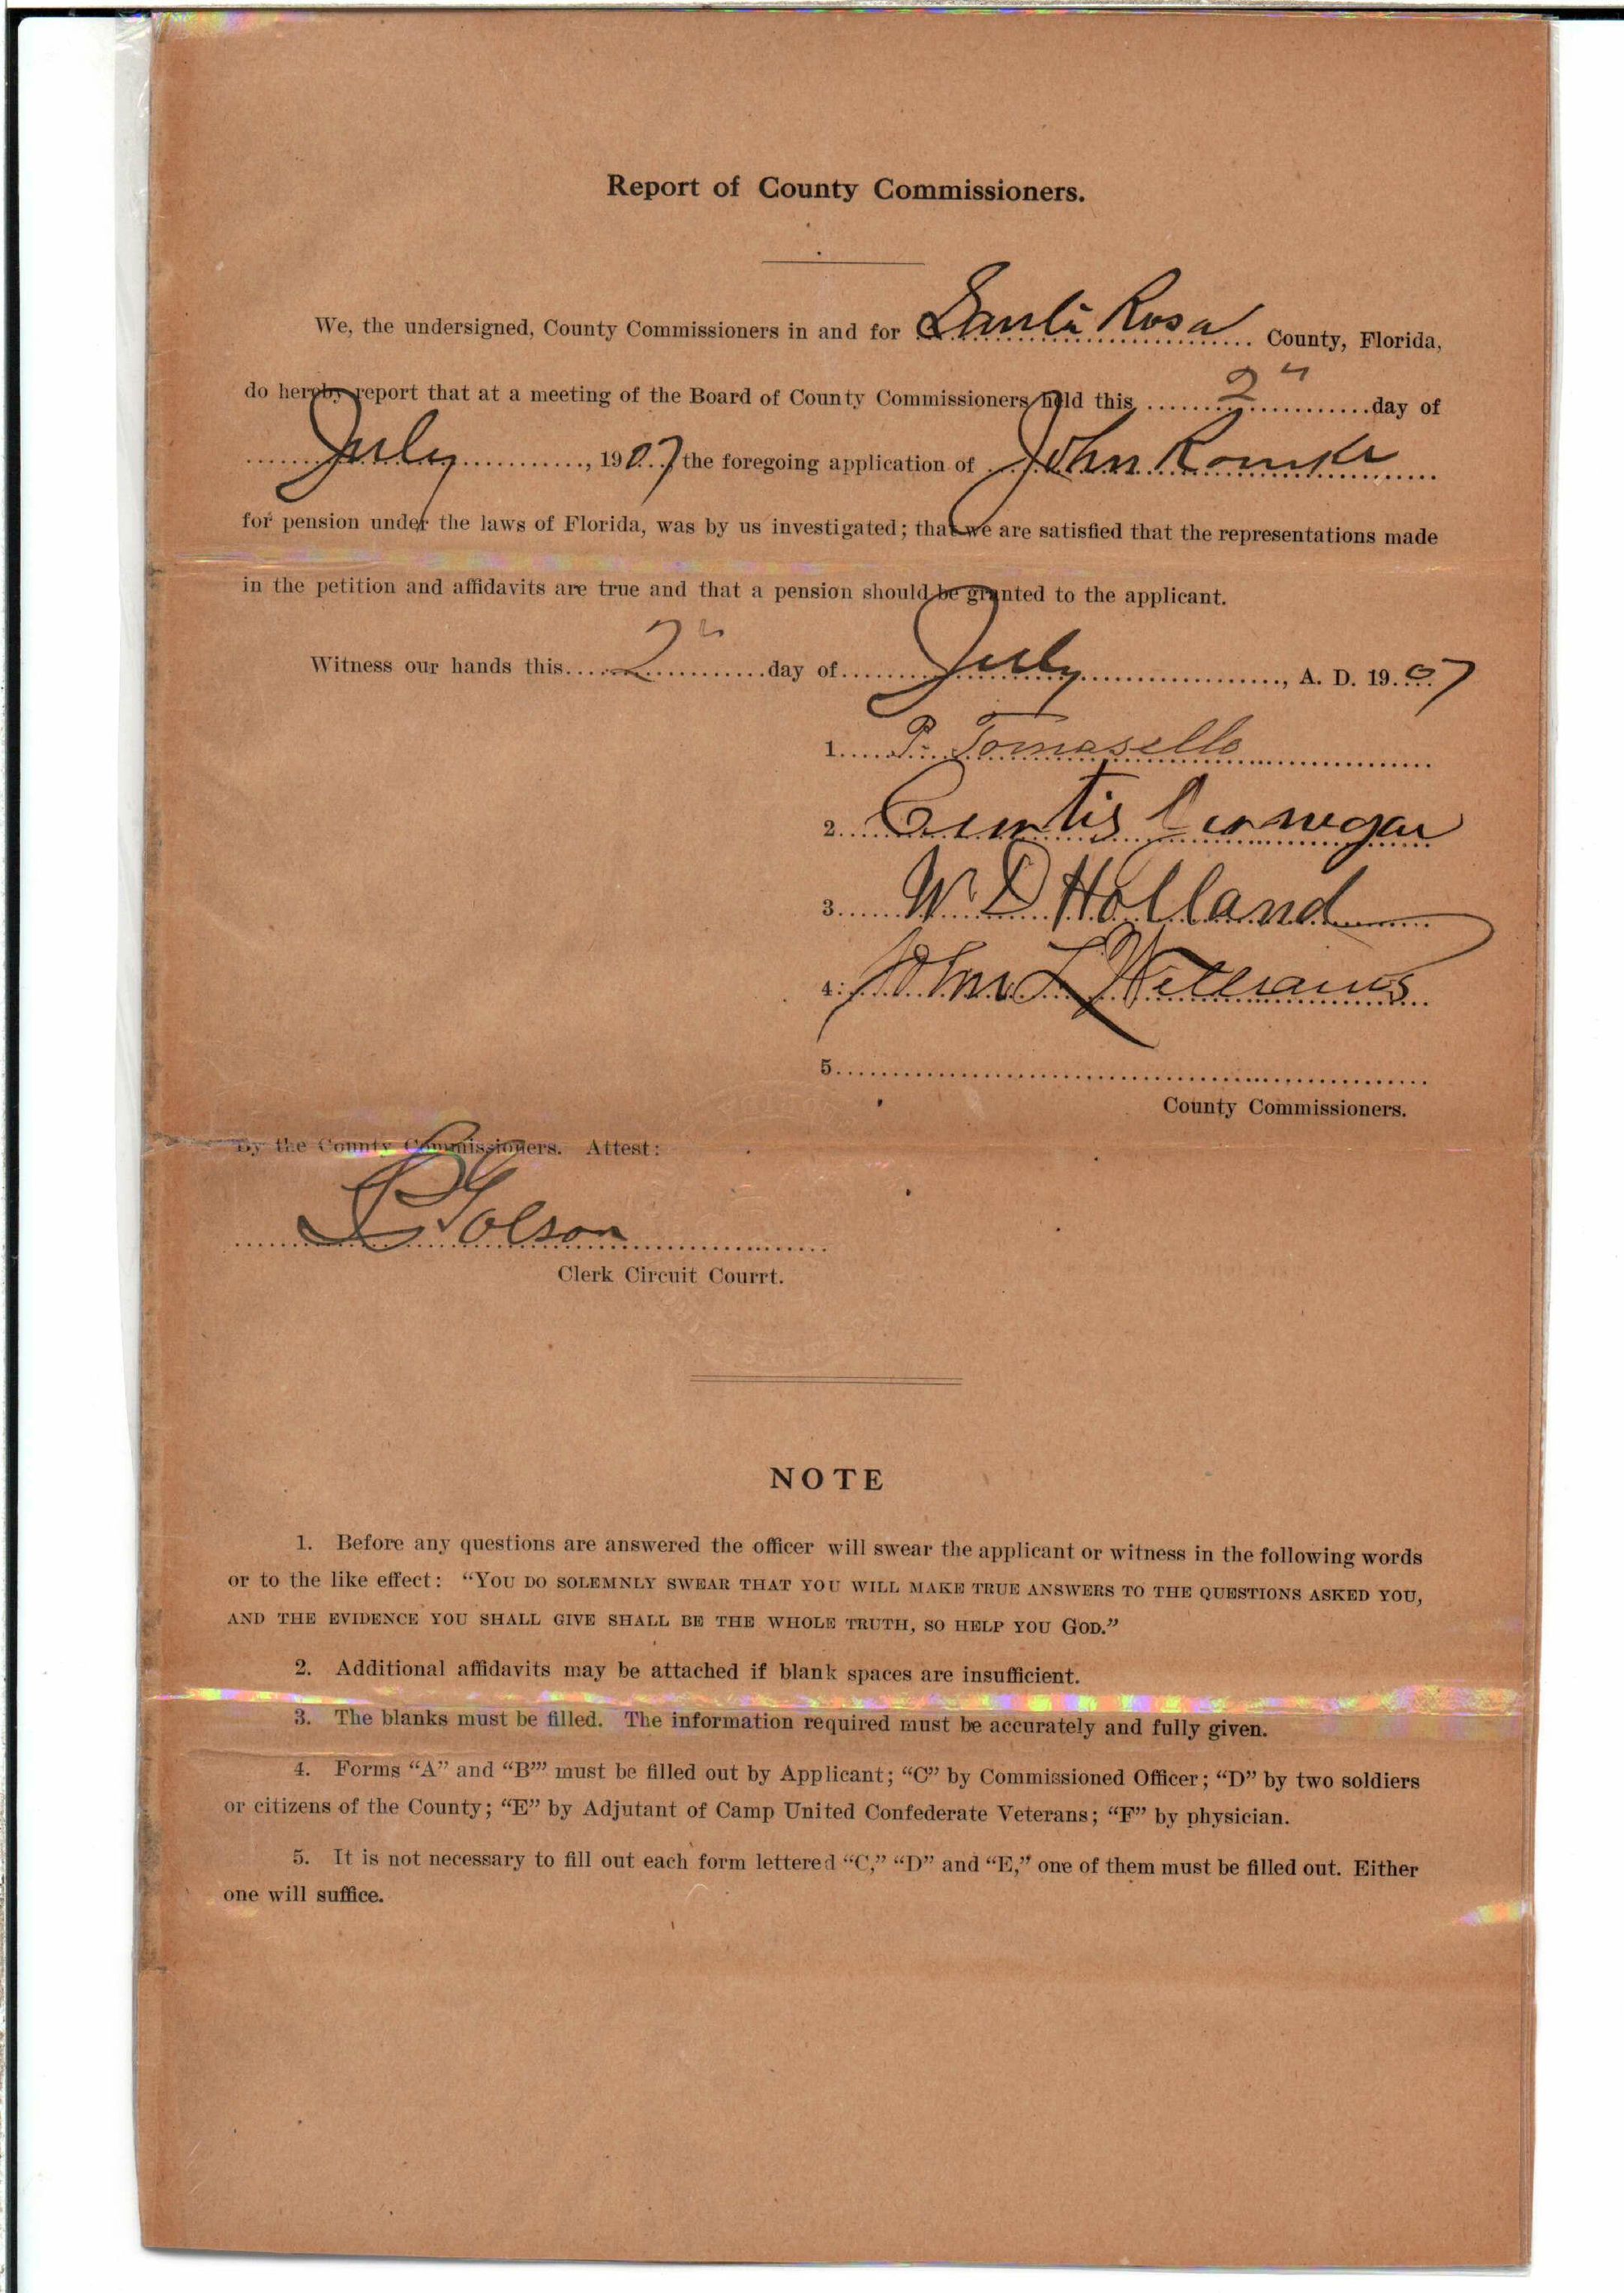 Report of County Commissioners.
We, the undersigned, County Commissioners in and for Santa Rosa County, Florida,
do hereby report that at a meeting of the Board of County Commissioners held this 2" day of
July, 1907 the foregoing application of John
for pension under the laws of Florida, was by us investigated; that we are satisfied that the representations made
in the petition and affidavits are true and that a pension should be granted to the applicant.
Witness our hands this 2" day of July, A. D. 1907
1. P. Tomasello
2. Curtis
3. W. D Holland
4. John L Williams
5.
County Commissioners.
By the County Commissioners. Attest:
Golson
Clerk Circuit Courrt.
NOTE
1. Before any questions are answered the officer will swear the applicant or witness in the following words
or to the like effect: “YOU DO SOLEMNLY SWEAR THAT YOU WILL MAKE TRUE ANSWERS TO THE QUESTIONS ASKED YOU,
AND THE EVIDENCE YOU SHALL GIVE SHALL BE THE WHOLE TRUTH, SO HELP YOU GOD.”
2. Additional affidavits may be attached if blank spaces are insufficient.
3. The blanks must be filled. The information required must be accurately and fully given.
4. Forms “A” and “B”’ must be filled out by Applicant; “C” by Commissioned Officer; “D” by two soldiers
or citizens of the County; “E” by Adjutant of Camp United Confederate Veterans; “F” by physician.
5. It is not necessary to fill out each form lettered “C,” “D” and “E,” one of them must be filled out. Either
one will suffice.